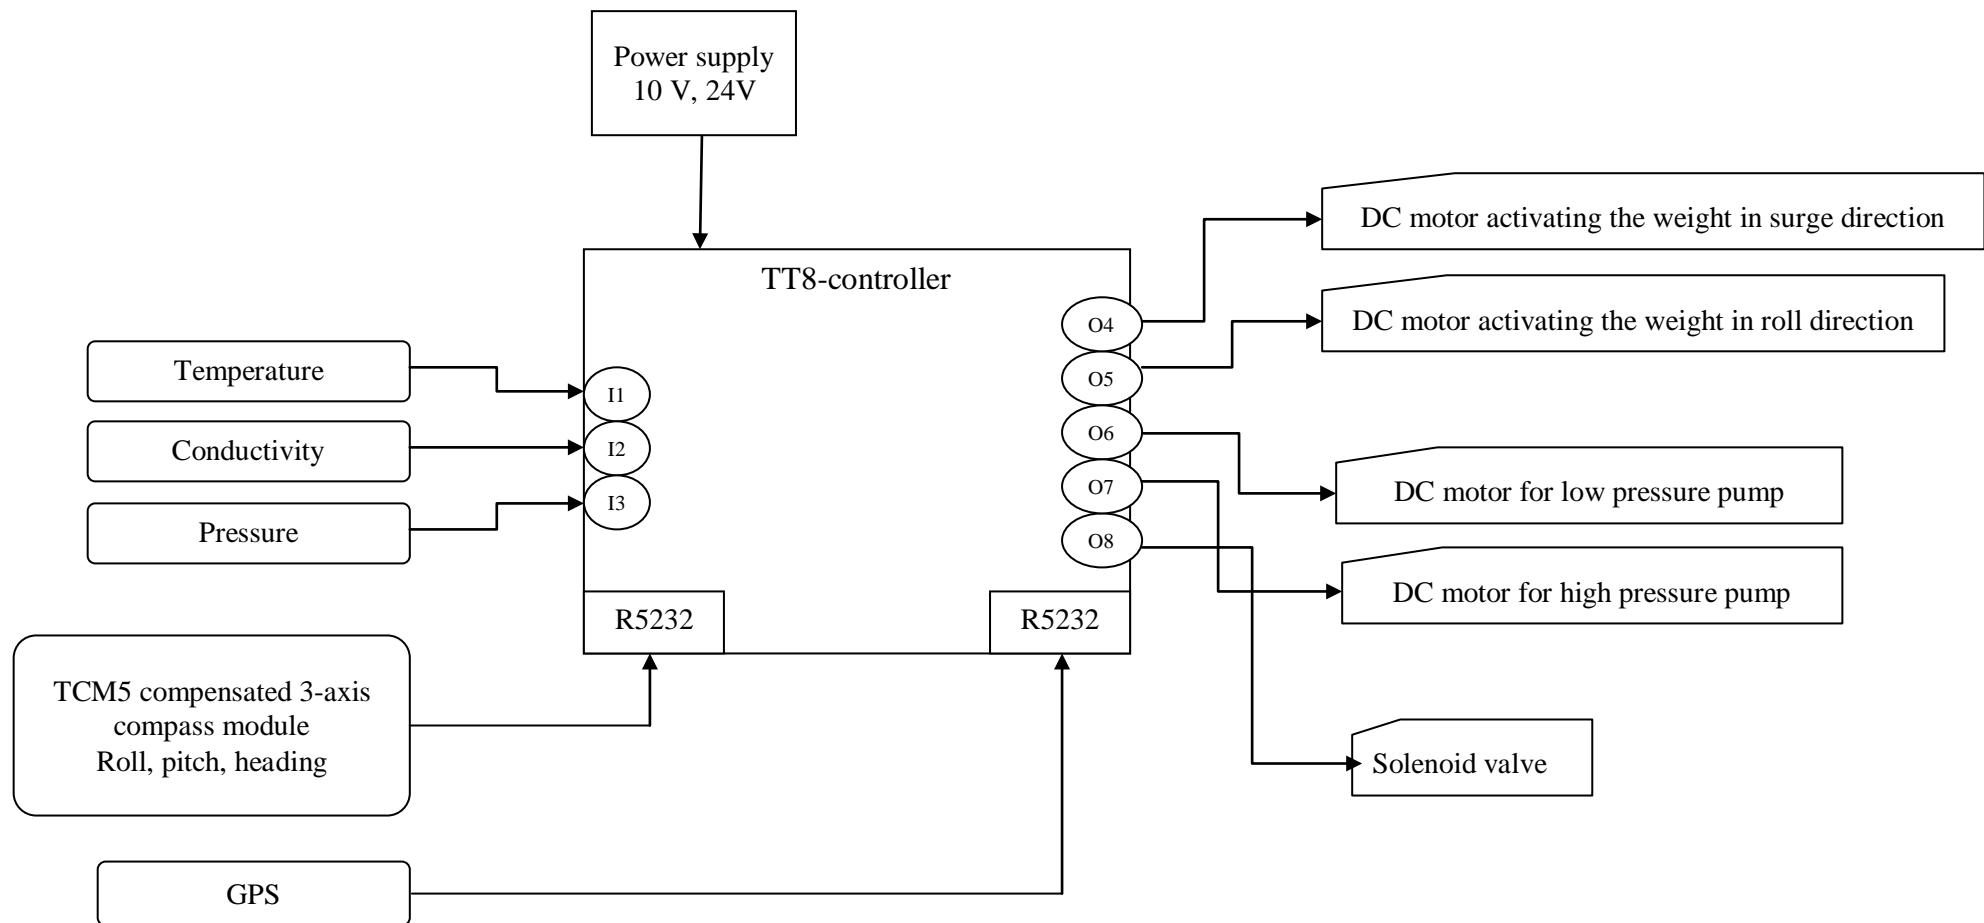 Power supply
10 V, 24V
TT8-controller
Temperature
Conductivity
Pressure
I1
I2
I3
O4
O5
O6
O7
O8
DC motor activating the weight in surge direction
DC motor activating the weight in roll direction
DC motor for low pressure pump
DC motor for high pressure pump
Solenoid valve
R5232
R5232
TCM5 compensated 3-axis
compass module
Roll, pitch, heading
GPS